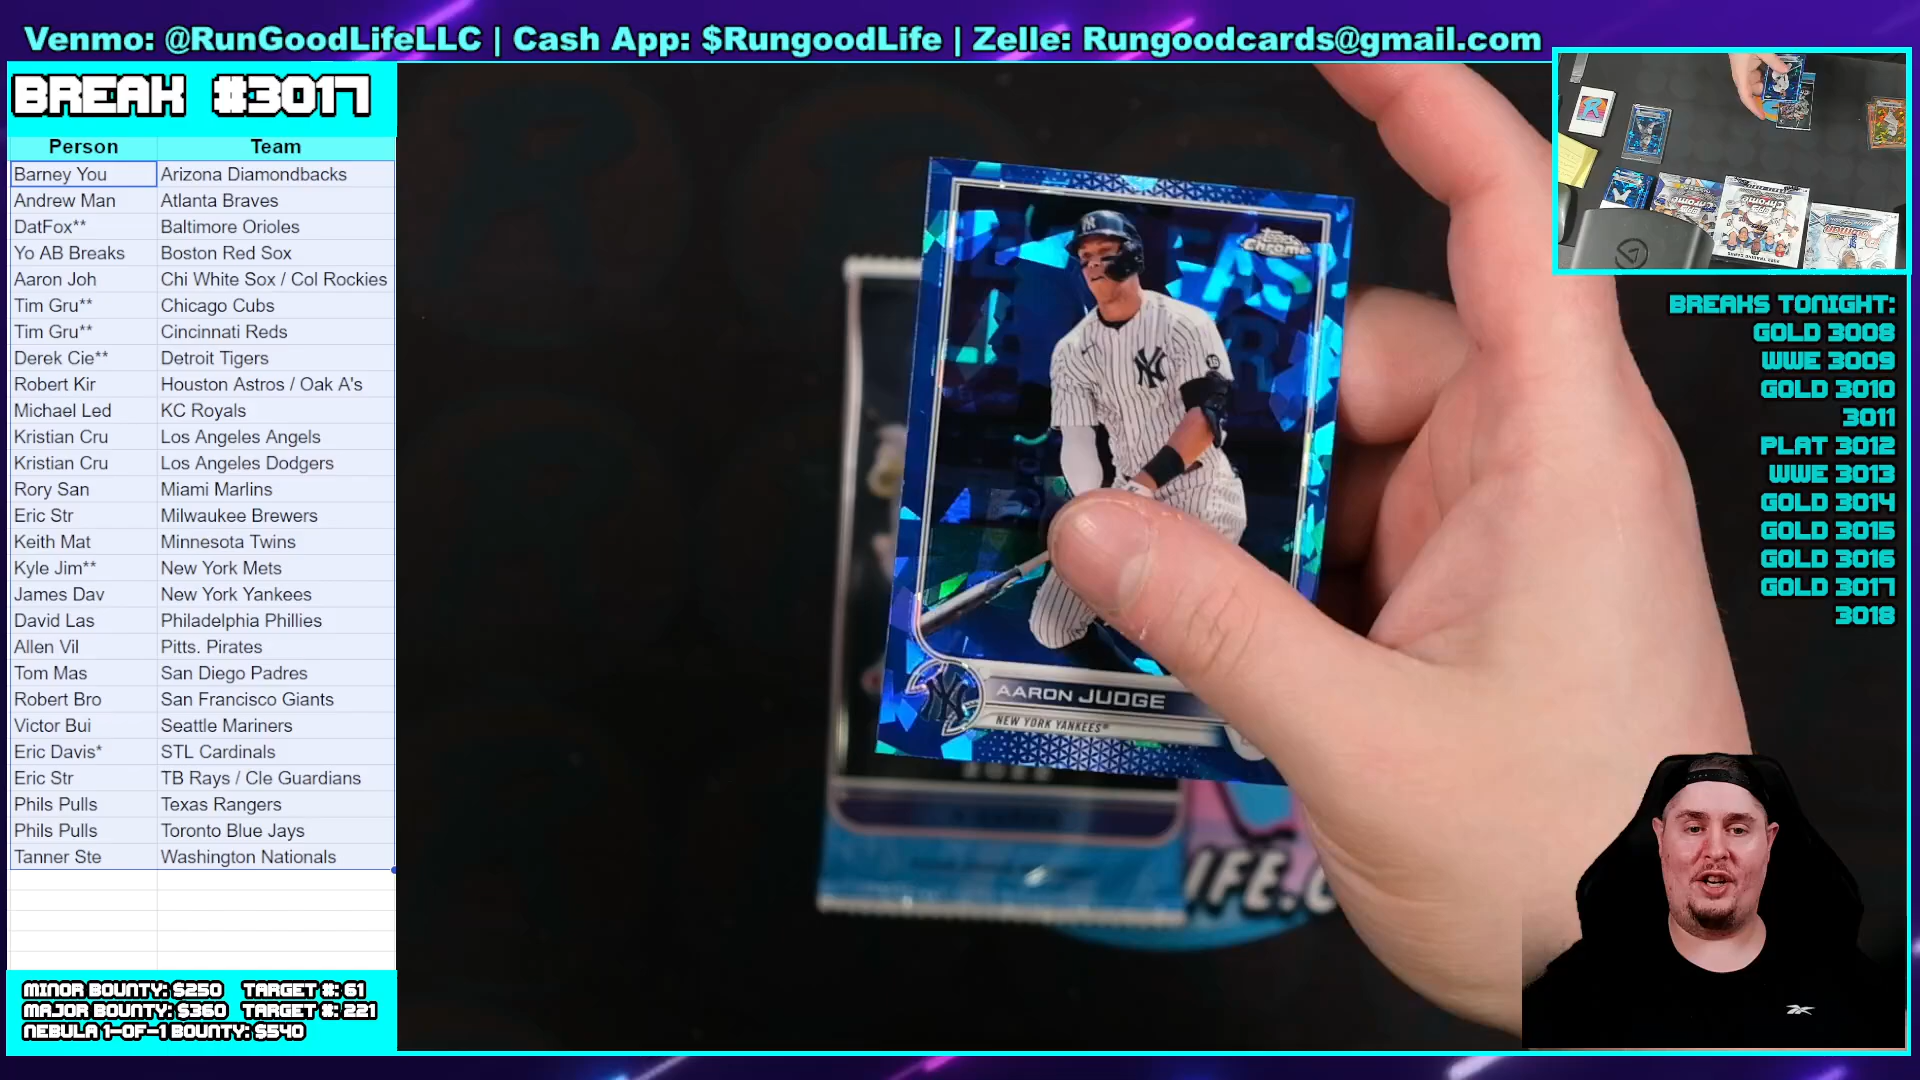 Venmo: @RunGoodLifeLLC | Cash App: $RungoodLife | Zelle: Rungoodcards@gmail.com
BREAK #3017
Person Team
Barney You Arizona Diamondbacks
Andrew Man Atlanta Braves
DatFox** Baltimore Orioles
Yo AB Breaks Boston Red Sox
Aaron Joh Chi White Sox / Col Rockies
Tim Gru** Chicago Cubs
Tim Gru** Cincinnati Reds
Derek Cie** Detroit Tigers
Robert Kir Houston Astros / Oak A's
Michael Led KC Royals
Kristian Cru Los Angeles Angels
Kristian Cru Los Angeles Dodgers
Rory San Miami Marlins
Eric Str Milwaukee Brewers
Keith Mat Minnesota Twins
Kyle Jim** New York Mets
James Dav New York Yankees
David Las Philadelphia Phillies
Allen Vil Pitts. Pirates
Tom Mas San Diego Padres
Robert Bro San Francisco Giants
Victor Bui Seattle Mariners
Eric Davis* STL Cardinals
Eric Str TB Rays / Cle Guardians
Phils Pulls Texas Rangers
Phils Pulls Toronto Blue Jays
Tanner Ste Washington Nationals
MINOR BOUNTY: $250 TARGET #: 61
MAJOR BOUNTY: $360 TARGET #: 221
NEBULA 1-OF-1 BOUNTY: $540
Topps
Chrome
NY
AARON JUDGE
NEW YORK YANKEES
IFE.C
BREAKS TONIGHT:
GOLD 3008
WWE 3009
GOLD 3010
3011
PLAT 3012
WWE 3013
GOLD 3014
GOLD 3015
GOLD 3016
GOLD 3017
3018